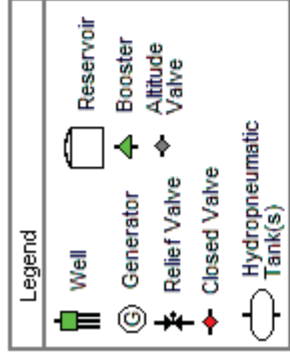 Legend
Well
Generator
G
Relief Valve
Closed Valve
Hydropneumatic
Tank(s)
Reservoir
Booster
Altitude
Valve